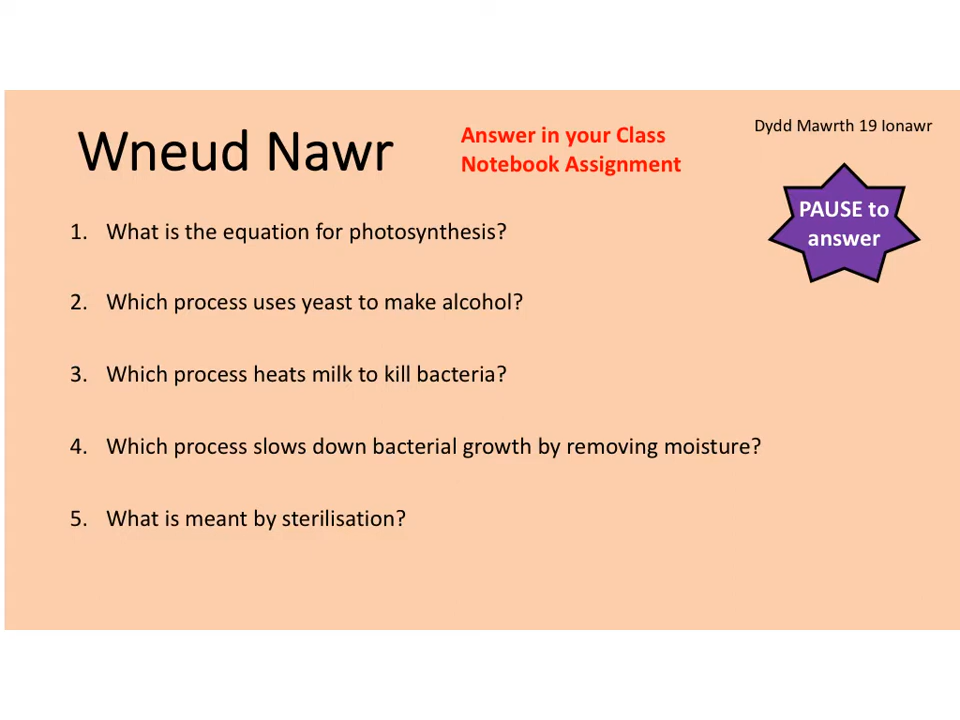 Wneud Nawr
Answer in your Class
Notebook Assignment
Dydd Mawrth 19 Ionawr
PAUSE to
answer
1. What is the equation for photosynthesis?
2. Which process uses yeast to make alcohol?
3. Which process heats milk to kill bacteria?
4. Which process slows down bacterial growth by removing moisture?
5. What is meant by sterilisation?